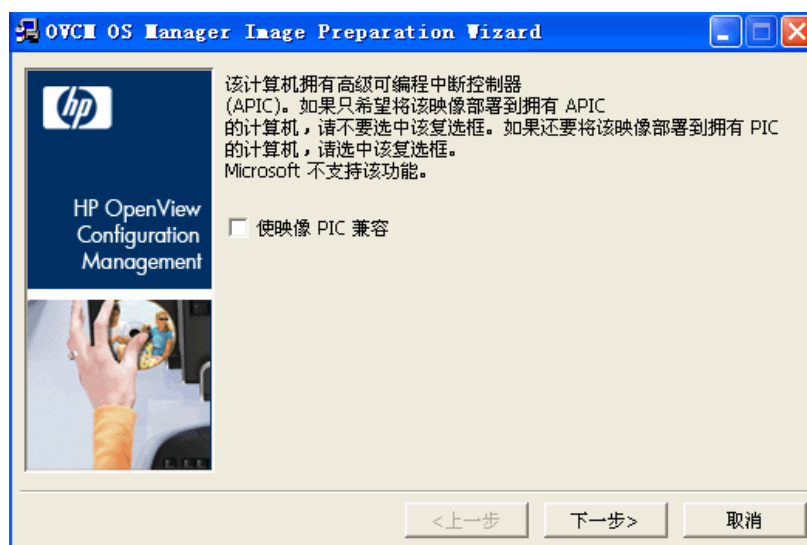 OVCM OS Manager Image Preparation Wizard
hp
HP OpenView
Configuration
Management
该计算机拥有高级可编程中断控制器
(APIC)。如果只希望将该映像部署到拥有 APIC
的计算机，请不要选中该复选框。如果还要将该映像部署到拥有 PIC
的计算机，请选中该复选框。
Microsoft 不支持该功能。
使映像 PIC 兼容
<上一步
下一步>
取消